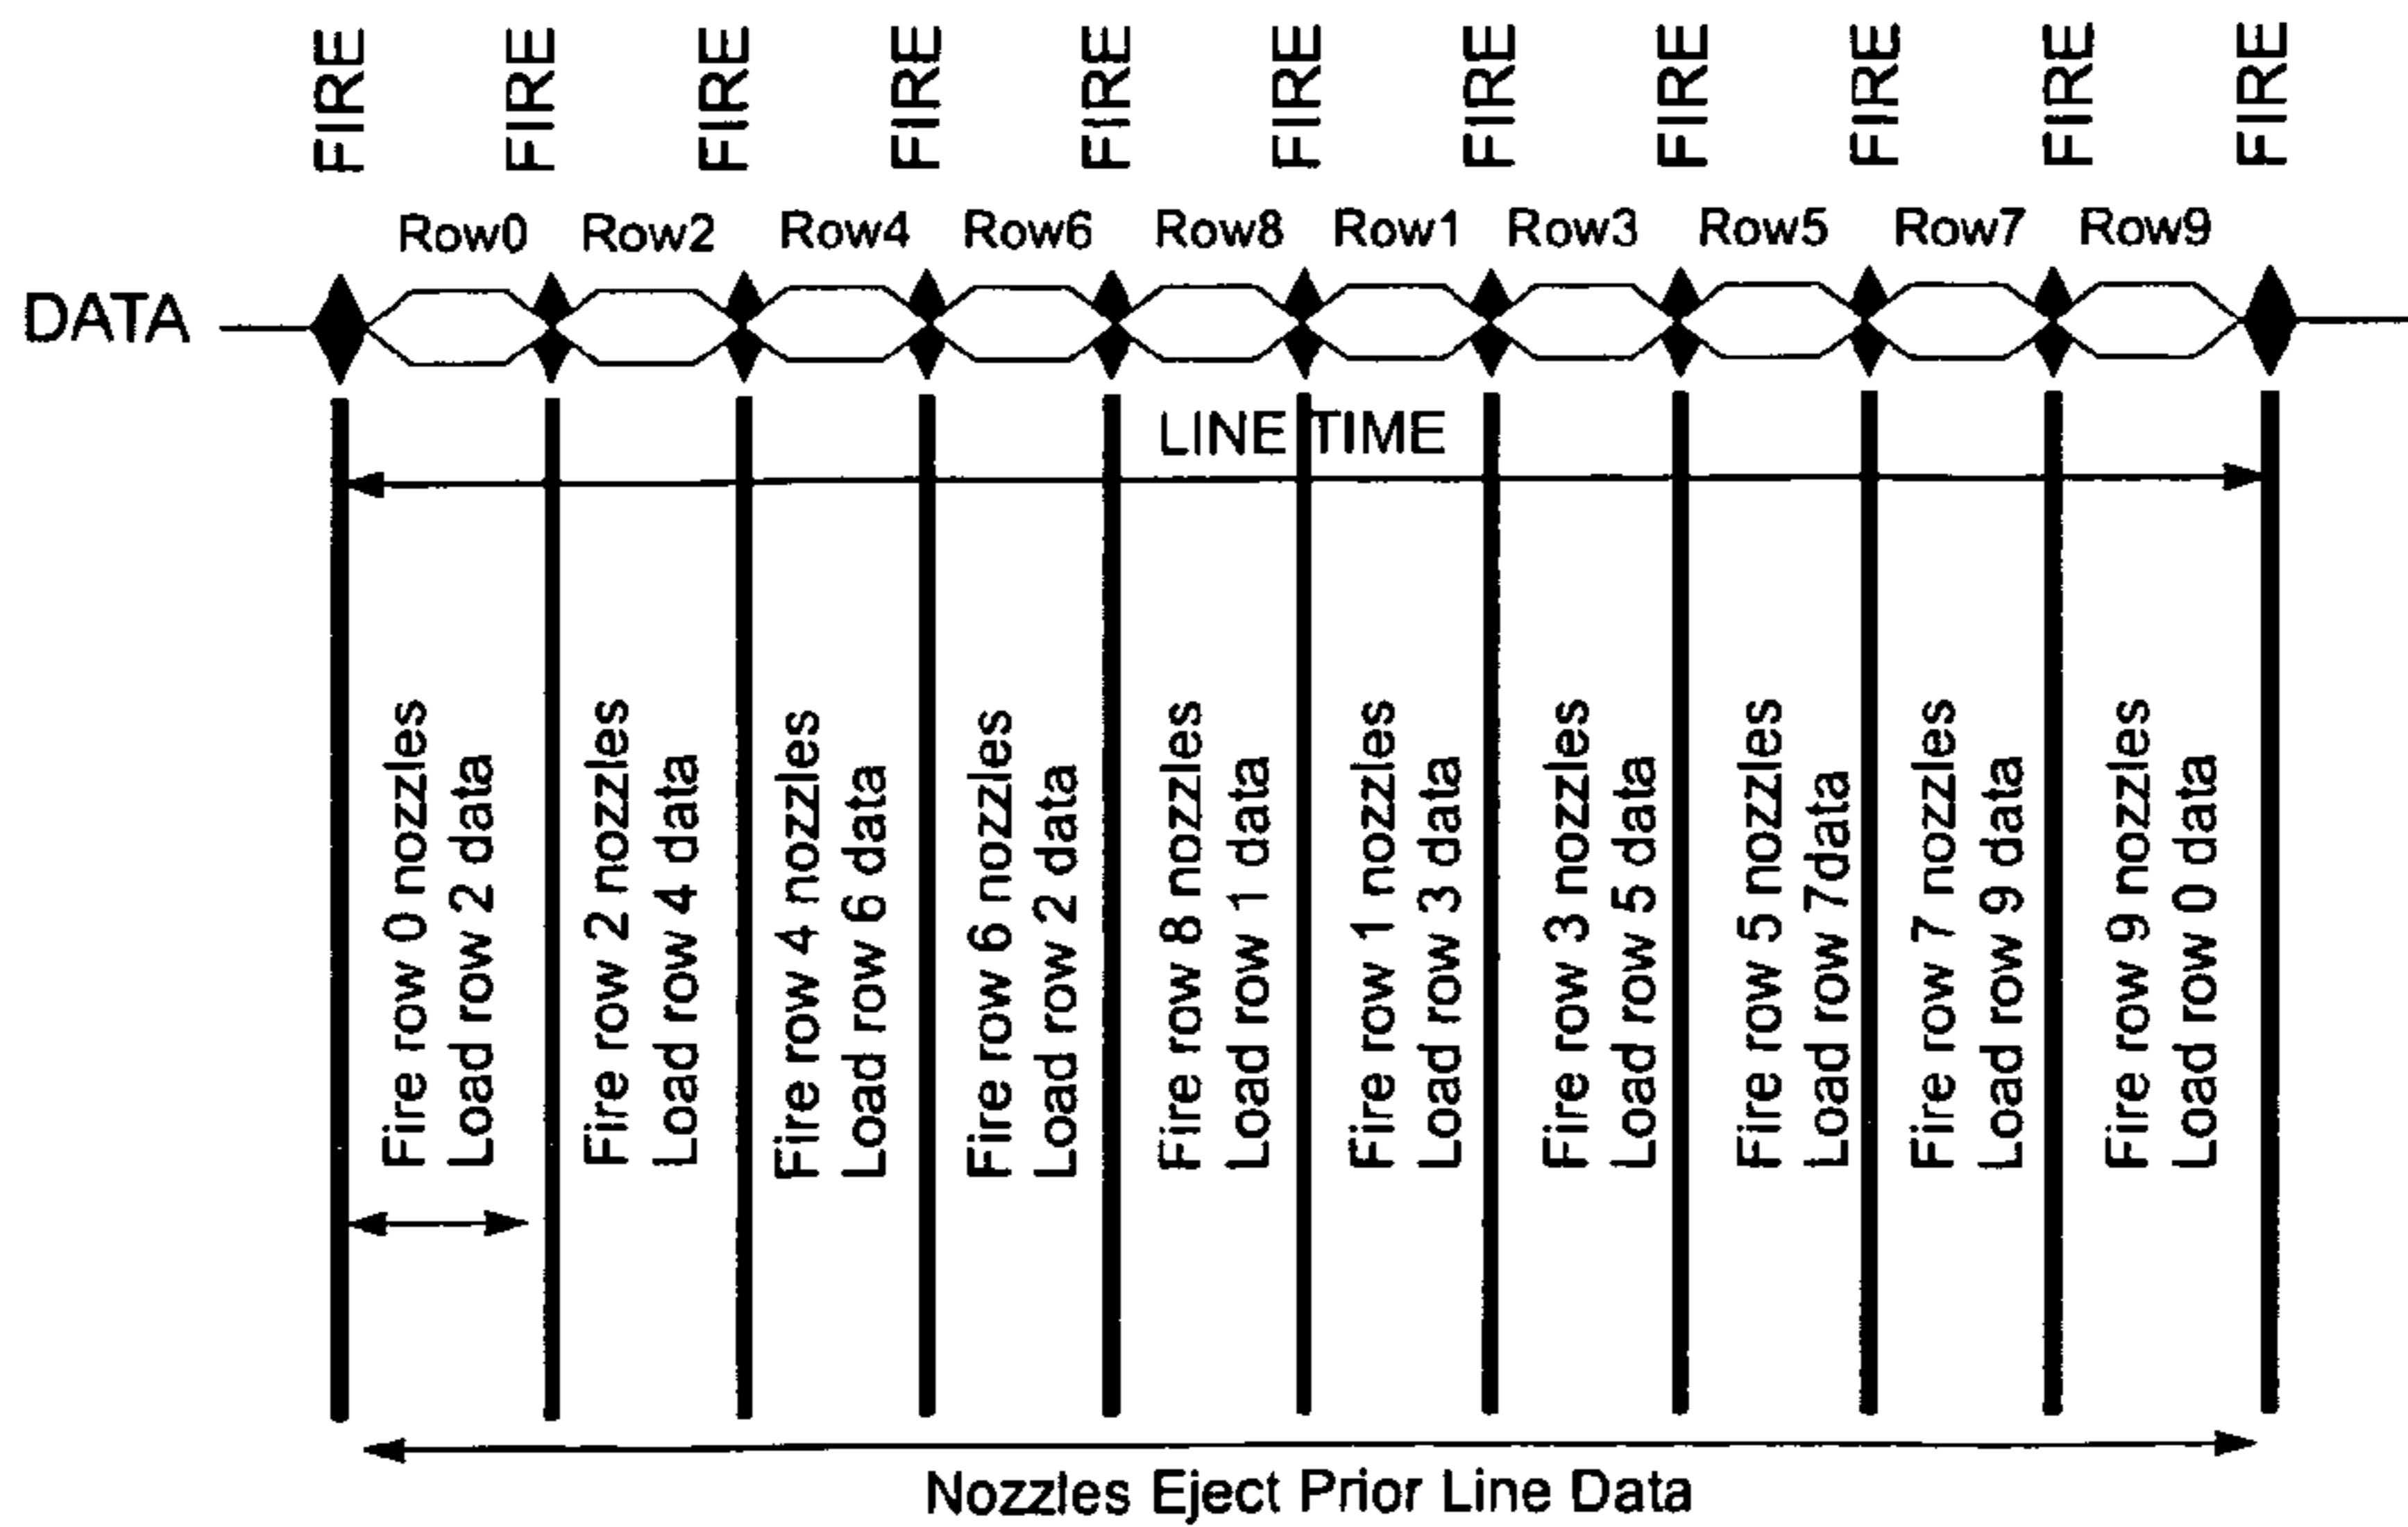 FIRE
FIRE
FIRE
FIRE
FIRE
FIRE
FIRE
FIRE
FIRE
FIRE
FIRE
Row0
Row2
Row4
Row6
Row8
Row1
Row3
Row5
Row7
Row9
DATA
LINE TIME
Fire row 0 nozzles
Load row 2 data
Fire row 2 nozzles
Load row 4 data
Fire row 4 nozzles
Load row 6 data
Fire row 6 nozzles
Load row 2 data
Fire row 8 nozzles
Load row 1 data
Fire row 1 nozzles
Load row 3 data
Fire row 3 nozzles
Load row 5 data
Fire row 5 nozzles
Load row 7data
Fire row 7 nozzles
Load row 9 data
Fire row 9 nozzles
Load row 0 data
Nozzles Eject Prior Line Data